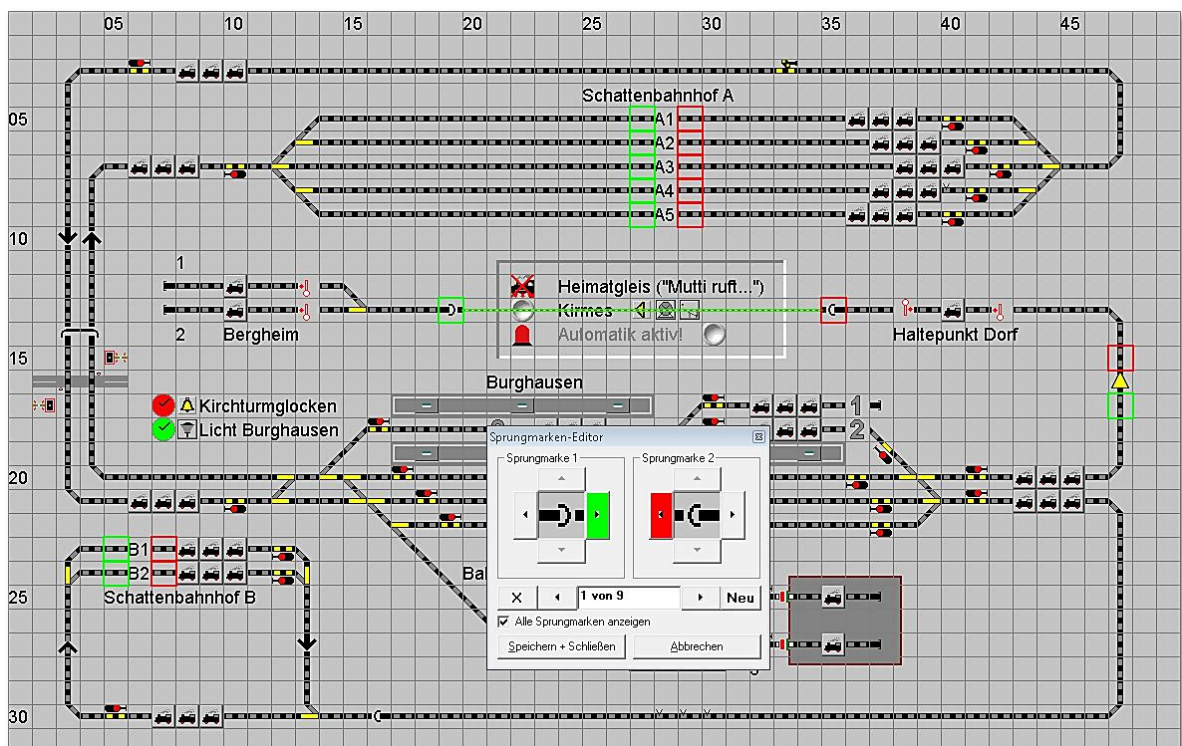 05 10 15 20 25 30 35 40 45
Schattenbahnhof A
05
A1
A2
A3
A4
A5
10
1
Heimatgleis ("Mutti ruft...")
Kirmes
2 Bergheim
Automatik aktiv!
Haltepunkt Dorf
15
Burghausen
Kirchturmglocken
1
Licht Burghausen
2
Sprungmarken-Editor
Sprungmarke 1 Sprungmarke 2
20
B1
B2
25
Schattenbahnhof B
X 1 von 9 Neu
Alle Sprungmarken anzeigen
Speichern + Schließen Abbrechen
30